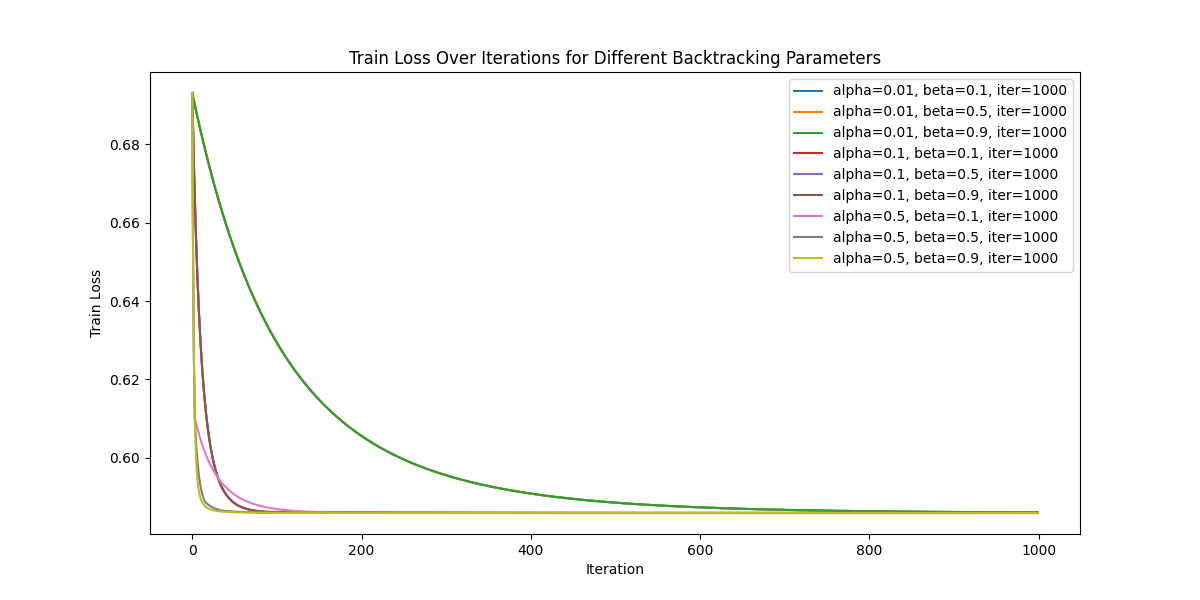 Train Loss Over Iterations for Different Backtracking Parameters
alpha=0.01, beta=0.1, iter=1000
alpha=0.01, beta=0.5, iter=1000
alpha=0.01, beta=0.9, iter=1000
alpha=0.1, beta=0.1, iter=1000
alpha=0.1, beta=0.5, iter=1000
alpha=0.1, beta=0.9, iter=1000
alpha=0.5, beta=0.1, iter=1000
alpha=0.5, beta=0.5, iter=1000
alpha=0.5, beta=0.9, iter=1000
Train Loss
0.68
0.66
0.64
0.62
0.60
0 200 400 600 800 1000
Iteration